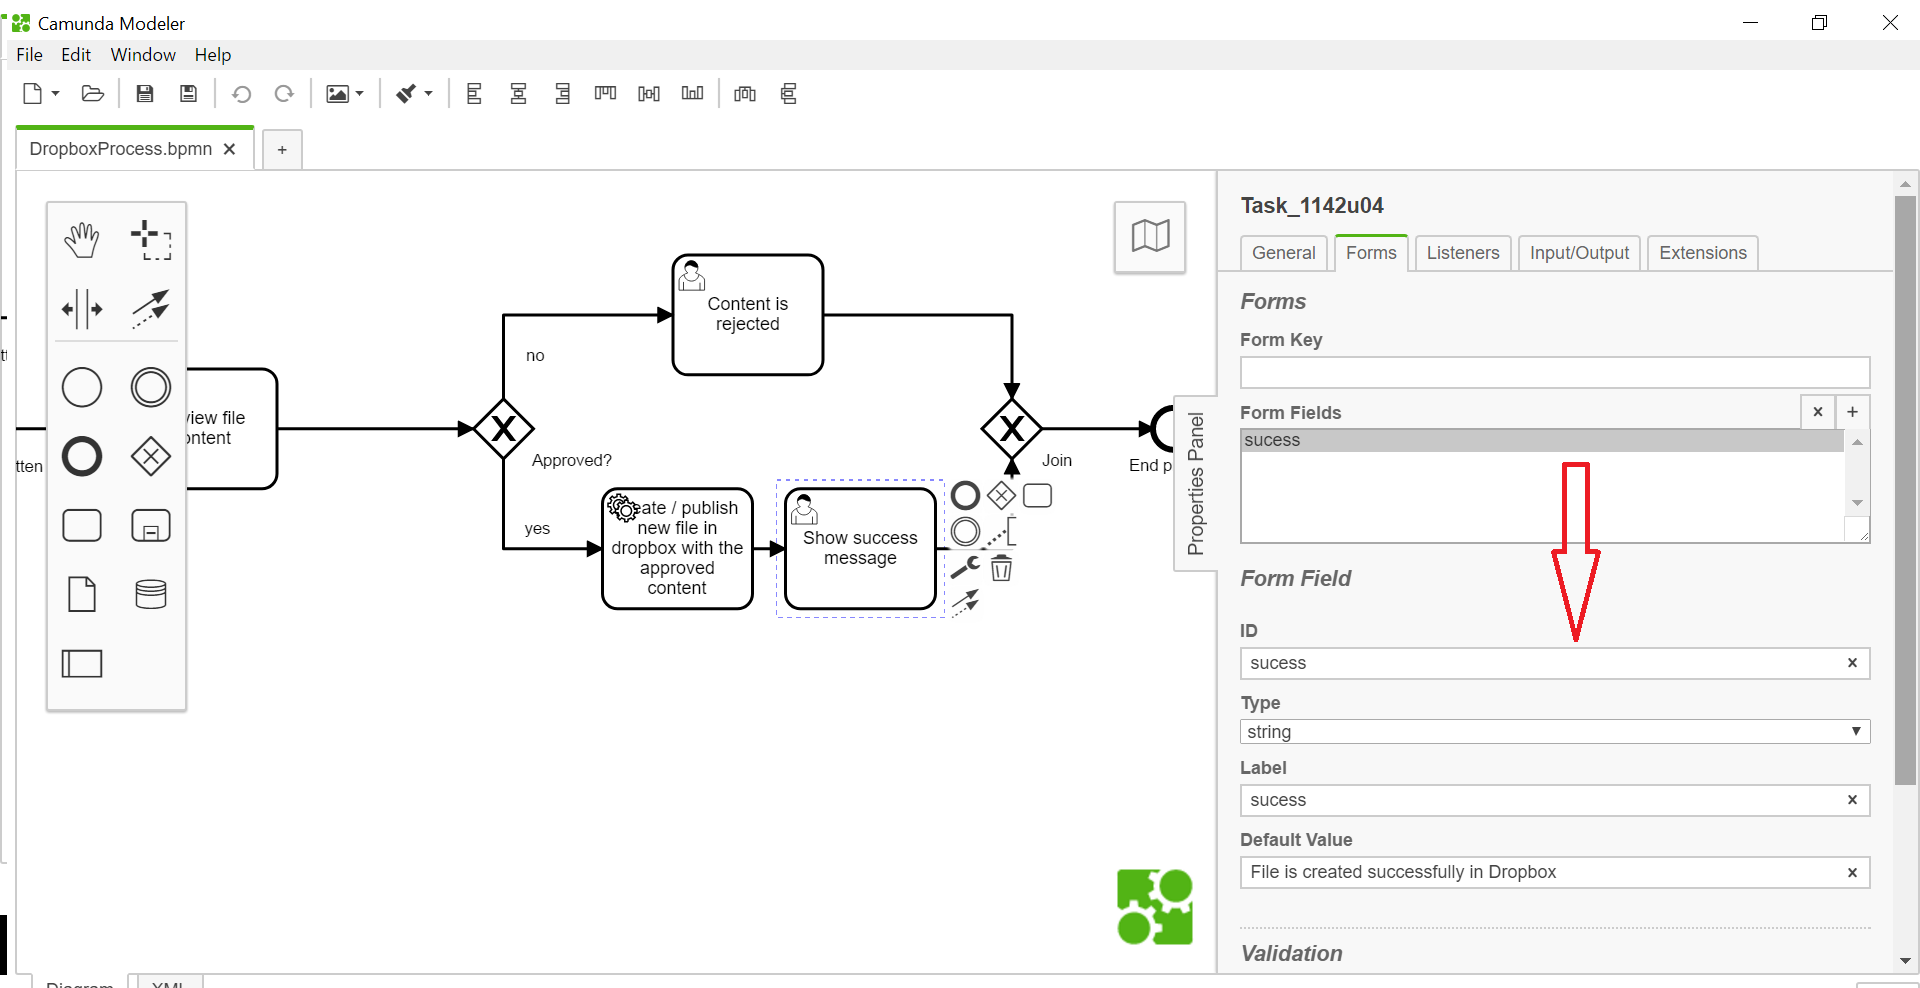 Camunda Modeler
File Edit Window Help
DropboxProcess.bpmn
+
view file
ontent
tten
no
Approved?
yes
Content is
rejected
eate / publish
new file in
dropbox with the
approved
content
Show success
message
Join
End p
Properties Panel
Task_1142u04
General Forms Listeners Input/Output Extensions
Forms
Form Key
Form Fields
sucess
Form Field
ID
sucess
Type
string
Label
sucess
Default Value
File is created successfully in Dropbox
Validation
Diagram XML